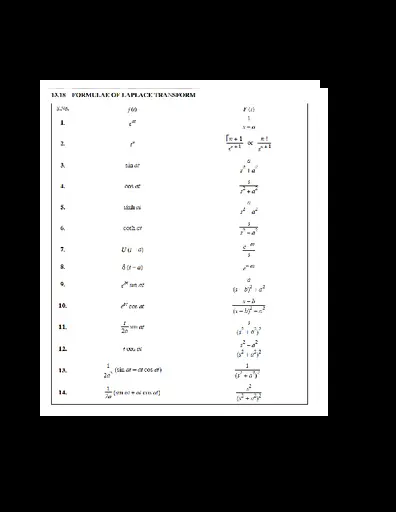 13.18 FORMULAE OF LAPLACE TRANSFORM
S.No. f(t) F(s)
1. e^{at} \frac{1}{s-a}
2. t^n \frac{\overline{|n+1}}{s^{n+1}} or \frac{n!}{s^{n+1}}
3. sin at \frac{a}{s^2+a^2}
4. cos at \frac{s}{s^2+a^2}
5. sinh at \frac{a}{s^2-a^2}
6. cosh at \frac{s}{s^2-a^2}
7. U(t-a) \frac{e^{-as}}{s}
8. δ(t-a) e^{-as}
9. e^{bt} sin at \frac{a}{(s-b)^2+a^2}
10. e^{bt} cos at \frac{s-b}{(s-b)^2+a^2}
11. \frac{t}{2a} sin at \frac{s}{(s^2+a^2)^2}
12. t cos at \frac{s^2-a^2}{(s^2+a^2)^2}
13. \frac{1}{2a^3}(sin at-at cos at) \frac{1}{(s^2+a^2)^2}
14. \frac{1}{2a}(sin at+at cos at) \frac{s^2}{(s^2+a^2)^2}